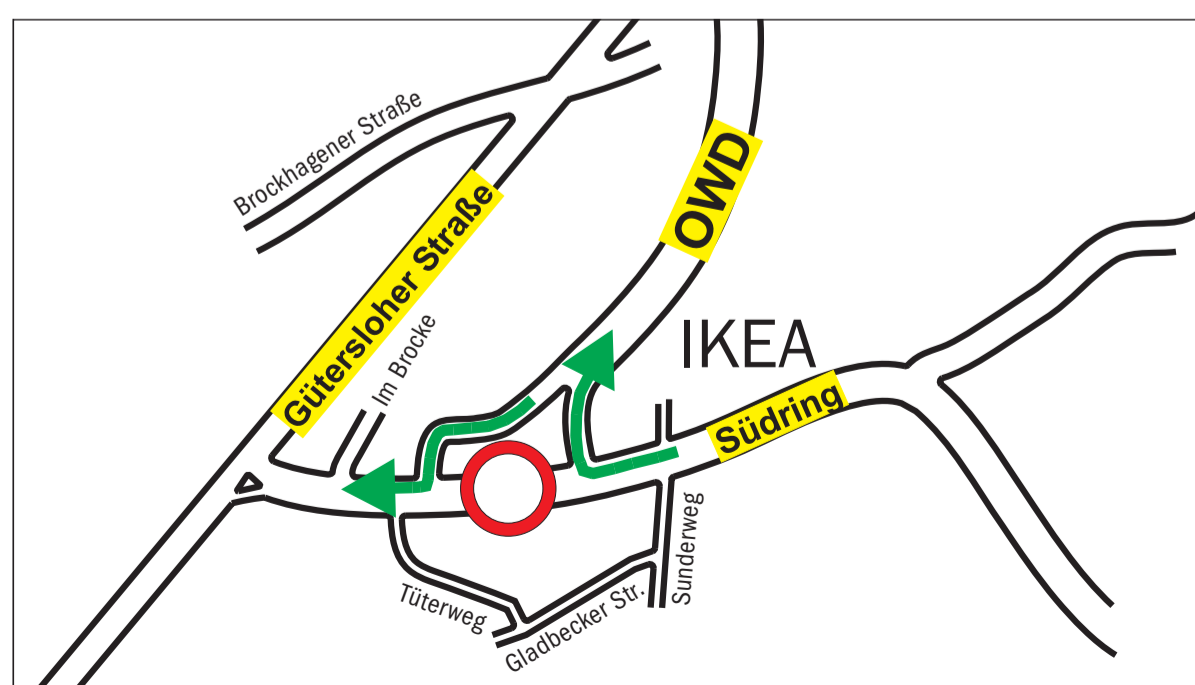 Brockhagener Straße
OWD
Gütersloher Straße
Im Brocke
IKEA
Südring
Sunderweg
Tüterweg
Gladbecker Str.